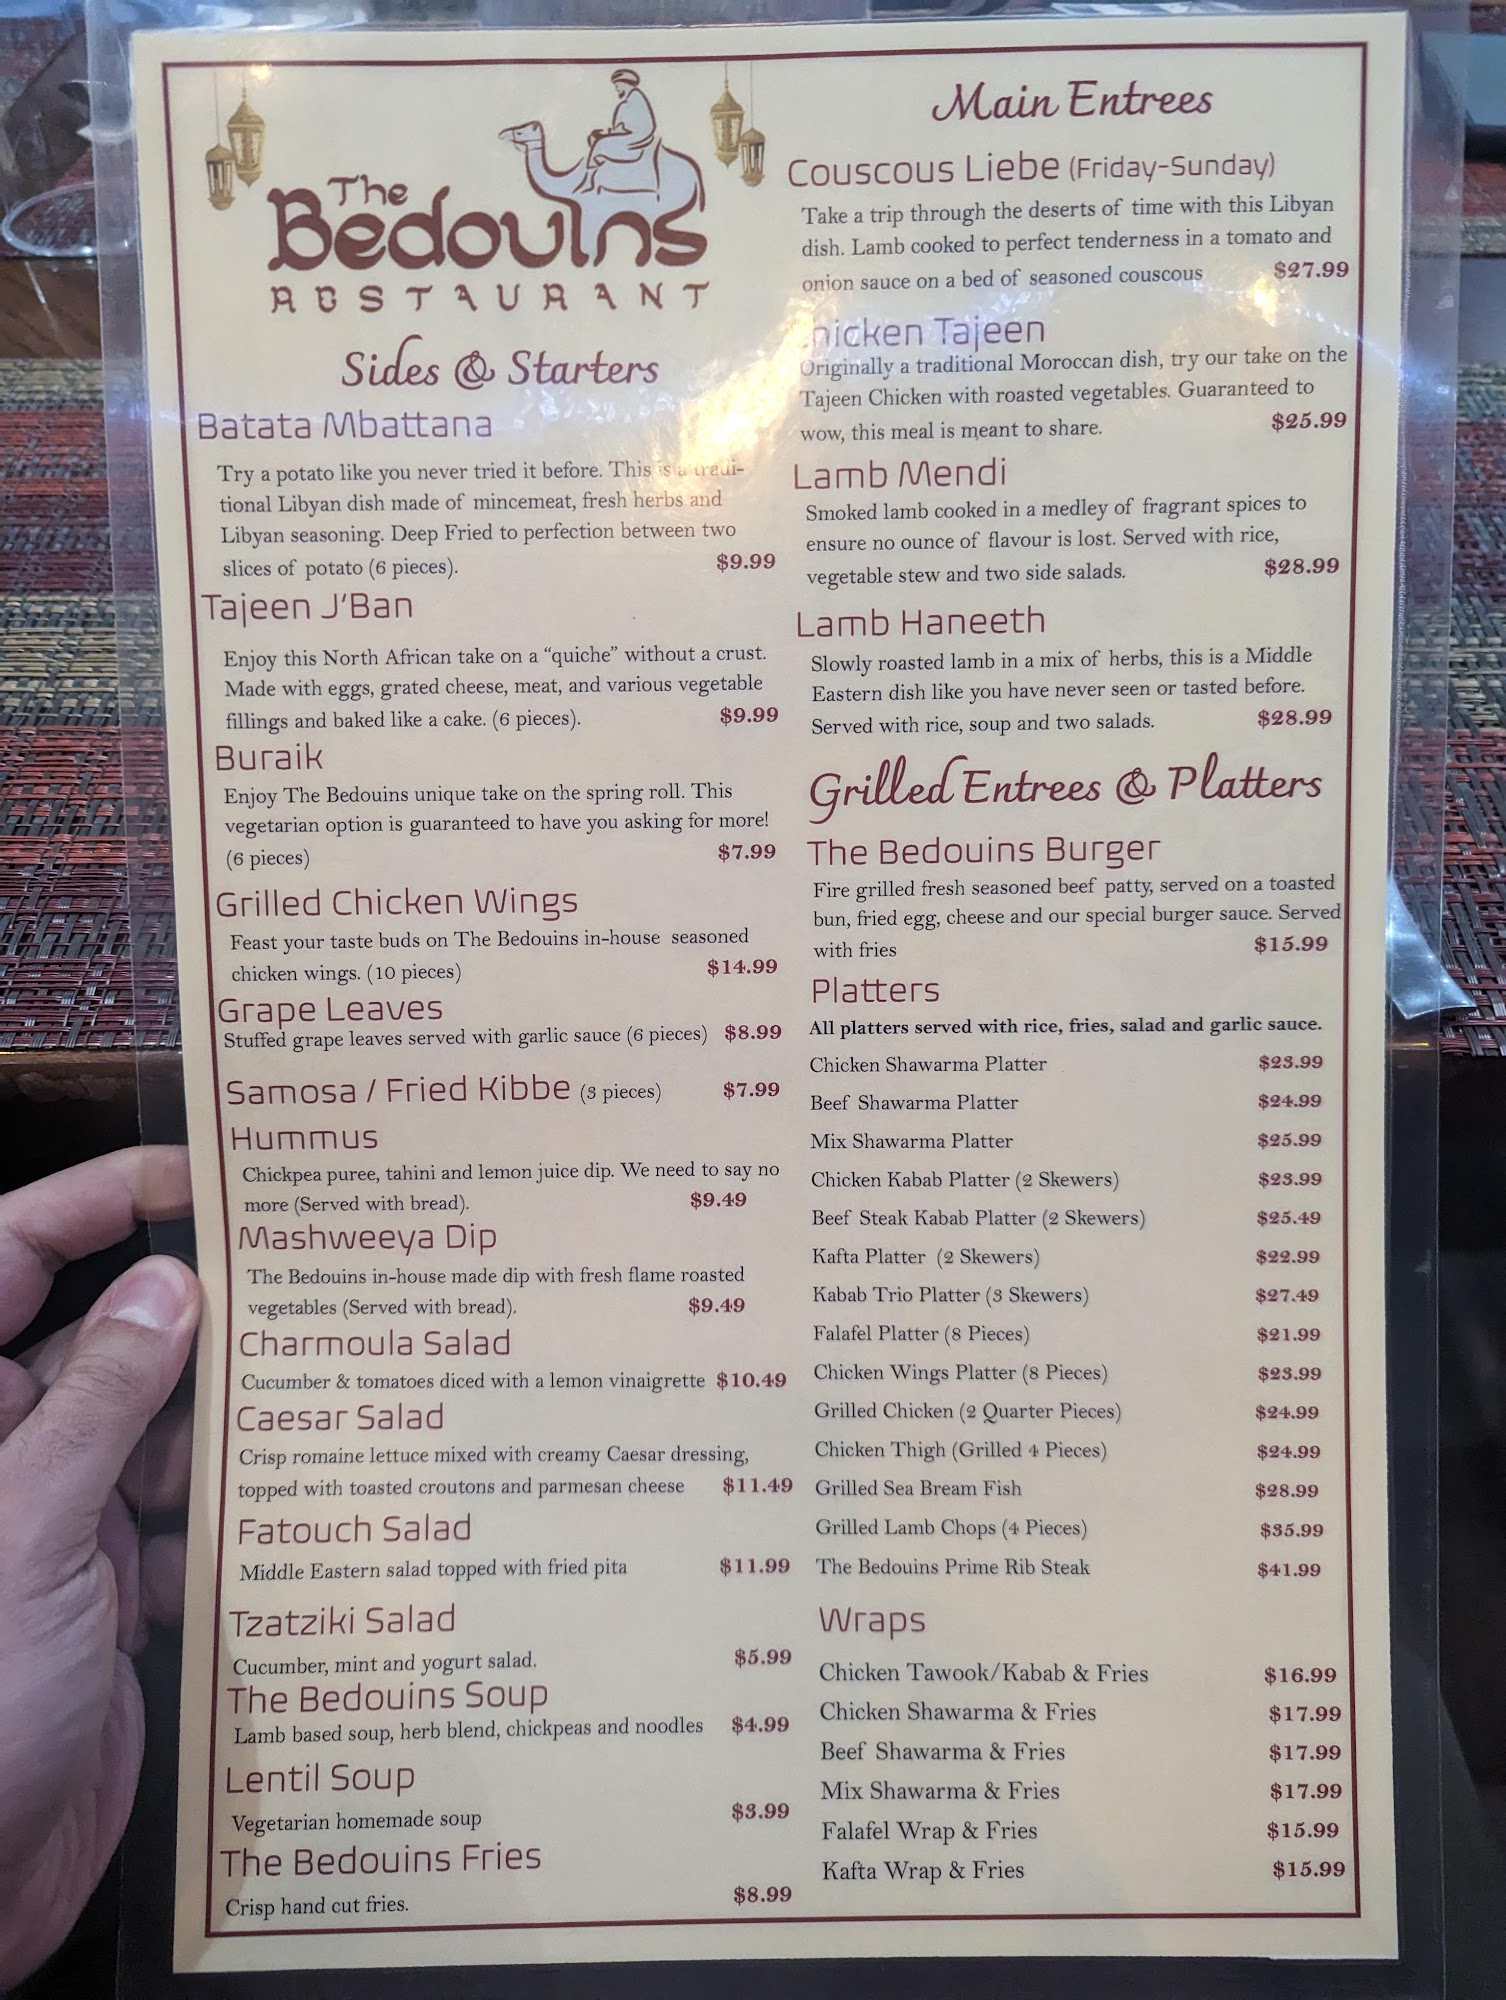 The
Bedouins
RESTAURANT
Sides & Starters
Batata Mbattana
Try a potato like you never tried it before. This is a tradi-
tional Libyan dish made of mincemeat, fresh herbs and
Libyan seasoning. Deep Fried to perfection between two
slices of potato (6 pieces). $9.99
Tajeen J'Ban
Enjoy this North African take on a "quiche" without a crust.
Made with eggs, grated cheese, meat, and various vegetable
fillings and baked like a cake. (6 pieces). $9.99
Buraik
Enjoy The Bedouins unique take on the spring roll. This
vegetarian option is guaranteed to have you asking for more!
(6 pieces) $7.99
Grilled Chicken Wings
Feast your taste buds on The Bedouins in-house seasoned
chicken wings. (10 pieces) $14.99
Grape Leaves
Stuffed grape leaves served with garlic sauce (6 pieces) $8.99
Samosa / Fried Kibbe (3 pieces) $7.99
Hummus
Chickpea puree, tahini and lemon juice dip. We need to say no
more (Served with bread). $9.49
Mashweeya Dip
The Bedouins in-house made dip with fresh flame roasted
vegetables (Served with bread). $9.49
Charmoula Salad
Cucumber & tomatoes diced with a lemon vinaigrette $10.49
Caesar Salad
Crisp romaine lettuce mixed with creamy Caesar dressing,
topped with toasted croutons and parmesan cheese $11.49
Fatouch Salad
Middle Eastern salad topped with fried pita $11.99
Tzatziki Salad
Cucumber, mint and yogurt salad. $5.99
The Bedouins Soup
Lamb based soup, herb blend, chickpeas and noodles $4.99
Lentil Soup
Vegetarian homemade soup $3.99
The Bedouins Fries
Crisp hand cut fries. $8.99
Main Entrees
Couscous Liebe (Friday-Sunday)
Take a trip through the deserts of time with this Libyan
dish. Lamb cooked to perfect tenderness in a tomato and
onion sauce on a bed of seasoned couscous $27.99
Chicken Tajeen
Originally a traditional Moroccan dish, try our take on the
Tajeen Chicken with roasted vegetables. Guaranteed to
wow, this meal is meant to share. $25.99
Lamb Mendi
Smoked lamb cooked in a medley of fragrant spices to
ensure no ounce of flavour is lost. Served with rice,
vegetable stew and two side salads. $28.99
Lamb Haneeth
Slowly roasted lamb in a mix of herbs, this is a Middle
Eastern dish like you have never seen or tasted before.
Served with rice, soup and two salads. $28.99
Grilled Entrees & Platters
The Bedouins Burger
Fire grilled fresh seasoned beef patty, served on a toasted
bun, fried egg, cheese and our special burger sauce. Served
with fries $15.99
Platters
All platters served with rice, fries, salad and garlic sauce.
Chicken Shawarma Platter $23.99
Beef Shawarma Platter $24.99
Mix Shawarma Platter $25.99
Chicken Kabab Platter (2 Skewers) $23.99
Beef Steak Kabab Platter (2 Skewers) $25.49
Kafta Platter (2 Skewers) $22.99
Kabab Trio Platter (3 Skewers) $27.49
Falafel Platter (8 Pieces) $21.99
Chicken Wings Platter (8 Pieces) $23.99
Grilled Chicken (2 Quarter Pieces) $24.99
Chicken Thigh (Grilled 4 Pieces) $24.99
Grilled Sea Bream Fish $28.99
Grilled Lamb Chops (4 Pieces) $35.99
The Bedouins Prime Rib Steak $41.99
Wraps
Chicken Tawook/Kabab & Fries $16.99
Chicken Shawarma & Fries $17.99
Beef Shawarma & Fries $17.99
Mix Shawarma & Fries $17.99
Falafel Wrap & Fries $15.99
Kafta Wrap & Fries $15.99